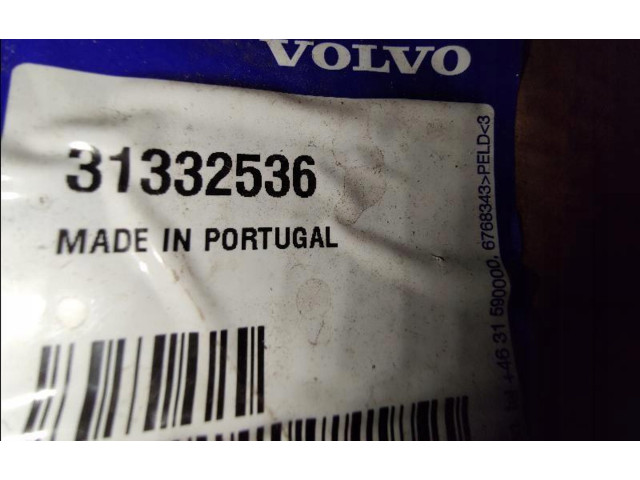 VOLVO
31332536
MADE IN PORTUGAL
+46 31 590000, 6768343>PELD<3